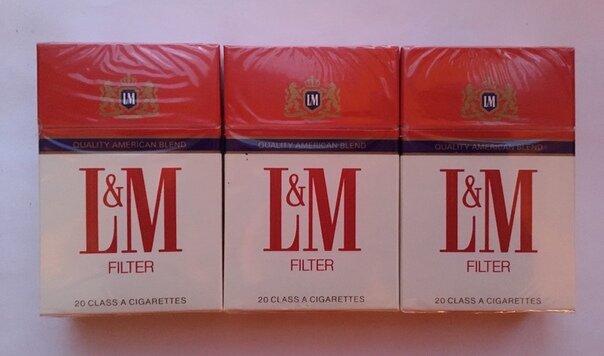 LM
QUALITY AMERICAN BLEND
L&M
FILTER
20 CLASS A CIGARETTES
LM
QUALITY AMERICAN BLEND
L&M
FILTER
20 CLASS A CIGARETTES
LM
QUALITY AMERICAN BLEND
L&M
FILTER
20 CLASS A CIGARETTES